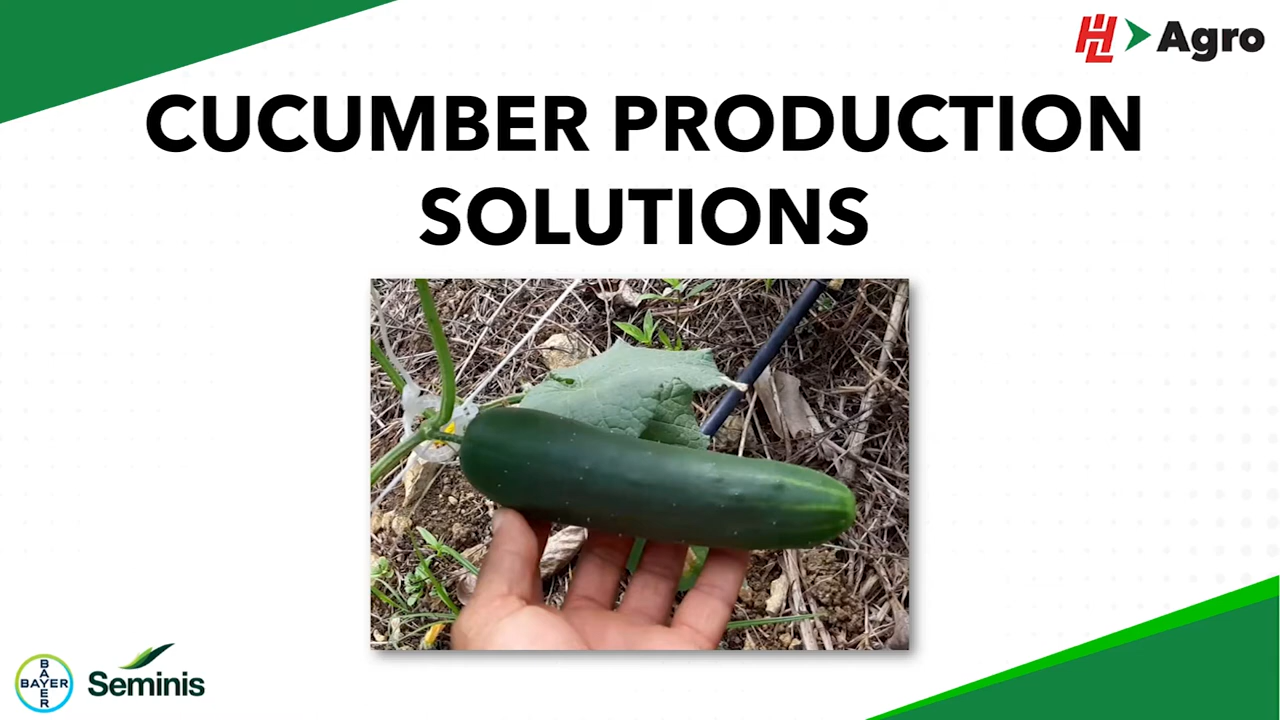 HL Agro
CUCUMBER PRODUCTION
SOLUTIONS
BAYER
BAYER
Seminis